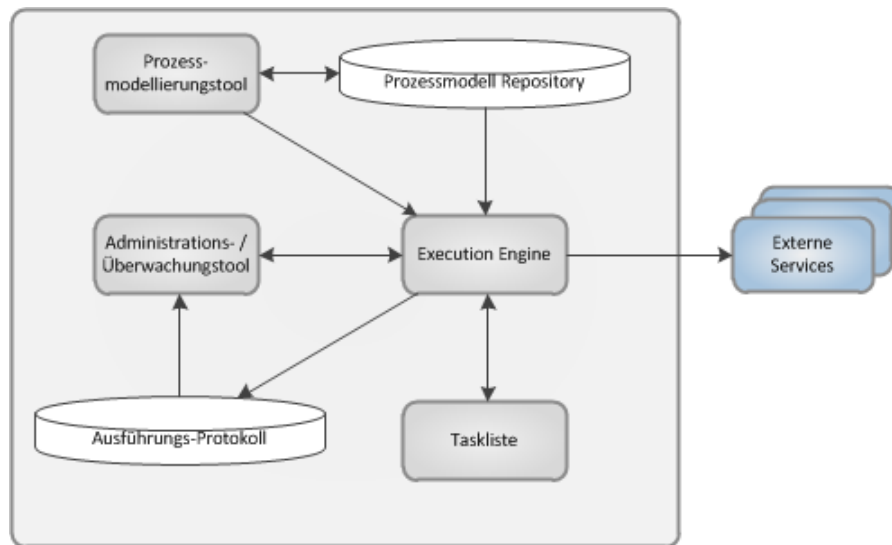 Prozess-
modellierungstool
Prozessmodell Repository
Administrations- /
Überwachungstool
Execution Engine
Externe
Services
Ausführungs-Protokoll
Taskliste